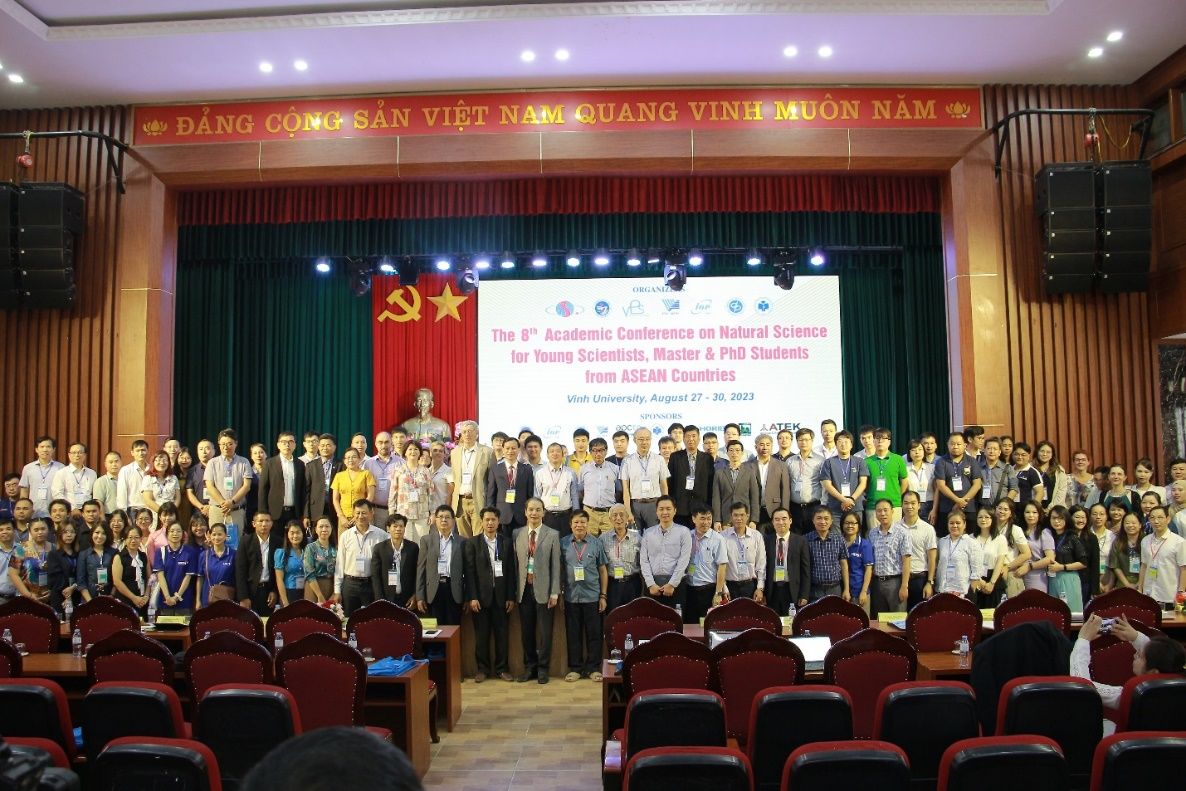 ĐẢNG CỘNG SẢN VIỆT NAM QUANG VINH MUÔN NĂM
The 8th Academic Conference on Natural Science
for Young Scientists, Master & PhD Students
from ASEAN Countries
Vinh University, August 27 - 30, 2023
SPONSORS
ATEK